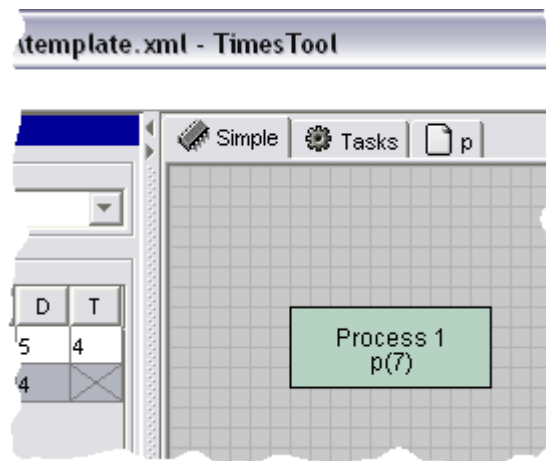 \template.xml - TimesTool
Simple Tasks p
D T
5 4
4
Process 1
p(7)